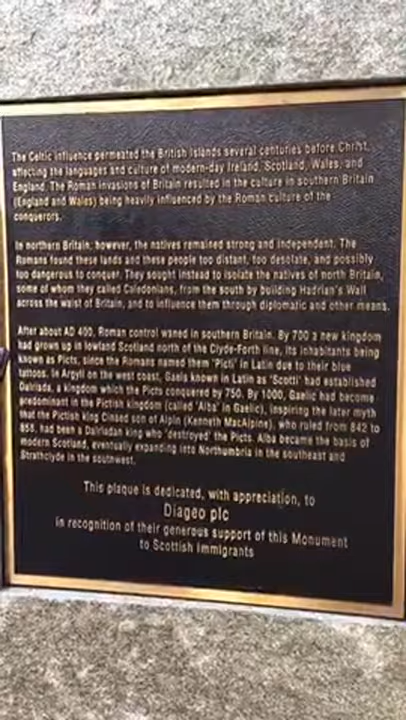 The Celtic influence permeated the British Islands several centuries before Christ,
affecting the languages and culture of modern-day Ireland, Scotland, Wales, and
England. The Roman invasions of Britain resulted in the culture in southern Britain
(England and Wales) being heavily influenced by the Roman culture of the
conquerors.
In northern Britain, however, the natives remained strong and independent. The
Romans found these lands and these people too distant, too desolate, and possibly
too dangerous to conquer. They sought instead to isolate the natives of north Britain,
some of whom they called Caledonians, from the south by building Hadrian's Wall
across the waist of Britain, and to influence them through diplomatic and other means.
After about AD 400, Roman control waned in southern Britain. By 700 a new kingdom
had grown up in lowland Scotland north of the Clyde-Forth line, its inhabitants being
known as Picts, since the Romans named them "Picti" in Latin due to their blue
tattoos. In Argyll on the west coast, Gaels known in Latin as 'Scotti' had established
Dalriada, a kingdom which the Picts conquered by 750. By 1000, Gaelic had become
predominant in the Pictish kingdom (called 'Alba' in Gaelic), inspiring the later myth
that the Pictish king Cinaed son of Alpin (Kenneth MacAlpine), who ruled from 842 to
858, had been a Dalriadan king who 'destroyed' the Picts. Alba became the basis of
modern Scotland, eventually expanding into Northumbria in the southeast and
Strathclyde in the southwest.
This plaque is dedicated, with appreciation, to
Diageo plc
in recognition of their generous support of this Monument
to Scottish Immigrants